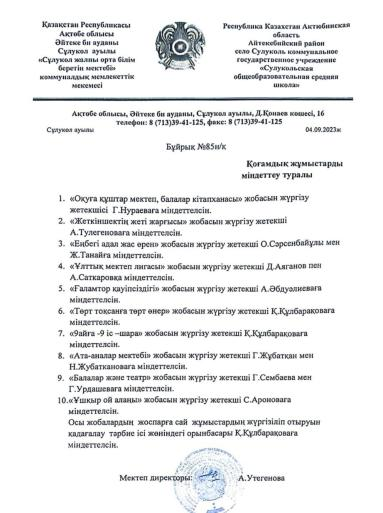 Қазақстан Республикасы
Ақтөбе облысы
Әйтеке би ауданы
Сұлукөл ауылы
«Сұлукөл жалпы орта білім
беретін мектебі»
коммуналдық мемлекеттік
мекемесі
Республика Казахстан Актюбинская
область
Айтекебийский район
село Сулуколь коммунальное
государственное учреждение
«Сулукольская
общеобразовательная средняя
школа»
Ақтөбе облысы, Әйтеке би ауданы, Сұлукөл ауылы, Д.Қонаев көшесі, 16
телефон: 8 (713)39-41-125, факс: 8 (713)39-41-125
Сұлукол ауылы
04.09.2023ж
Бұйрық №85н/к
Қоғамдық жұмыстарды
міндеттеу туралы
1. «Оқуға құштар мектеп, балалар кітапханасы» жобасын жүргізу
жетекшісі Г.Нураеваға міндеттелсін.
2. «Жеткіншектің жеті жарғысы» жобасын жүргізу жетекші
А.Тулегеноваға міндеттелсін.
3. «Еңбегі адал жас өрен» жобасын жүргізу жетекші О.Сәрсенбайұлы мен
Ж.Танайға міндеттелсін.
4. «Ұлттық мектеп лигасы» жобасын жүргізу жетекші Д.Аяганов пен
А.Саткаровқа міндеттелсін.
5. «Ғаламтор қауіпсіздігі» жобасын жүргізу жетекші А.Әбдуәлиеваға
міндеттелсін.
6. «Төрт тоқсанға төрт өнер» жобасын жүргізу жетекші Қ.Құлбарақоваға
міндеттелсін.
7. «9айға -9 іс –шара» жобасын жүргізу жетекші Қ.Құлбарақоваға
міндеттелсін.
8. «Ата-аналар мектебі» жобасын жүргізу жетекші Г.Жұбатқан мен
Н.Жубаткановаға міндеттелсін.
9. «Балалар және театр» жобасын жүргізу жетекші Г.Сембаева мен
Г.Урдашеваға міндеттелсін.
10.«Ұшқыр ой алаңы» жобасын жүргізу жетекші С.Ароноваға
міндеттелсін.
Осы жобалардың жоспарға сай жұмыстардың жүргізіліп отыруын
қадағалау тәрбие ісі жөніндегі орынбасары Қ.Құлбарақоваға
міндеттелсін.
Мектеп директоры: А.Утегенова